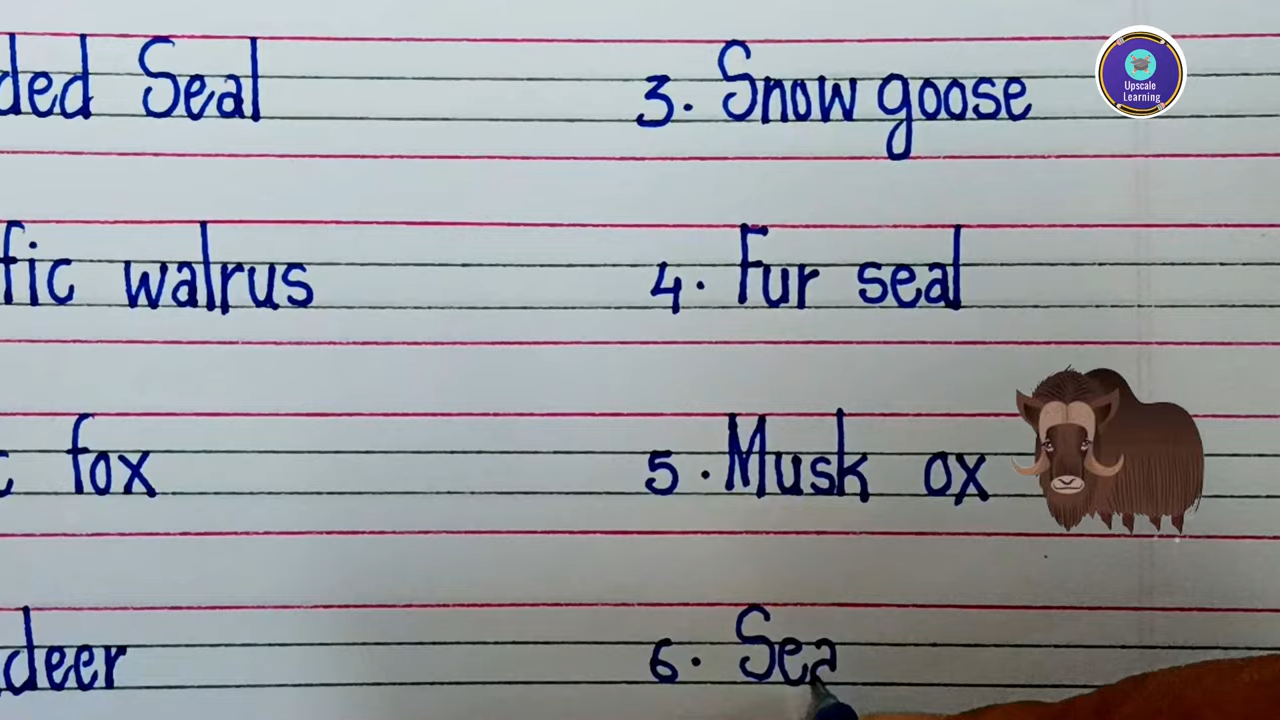 ded Seal
3. Snow goose
Upscale
Learning
fic walrus
4. Fur seal
c fox
5. Musk ox
deer
6. Sea